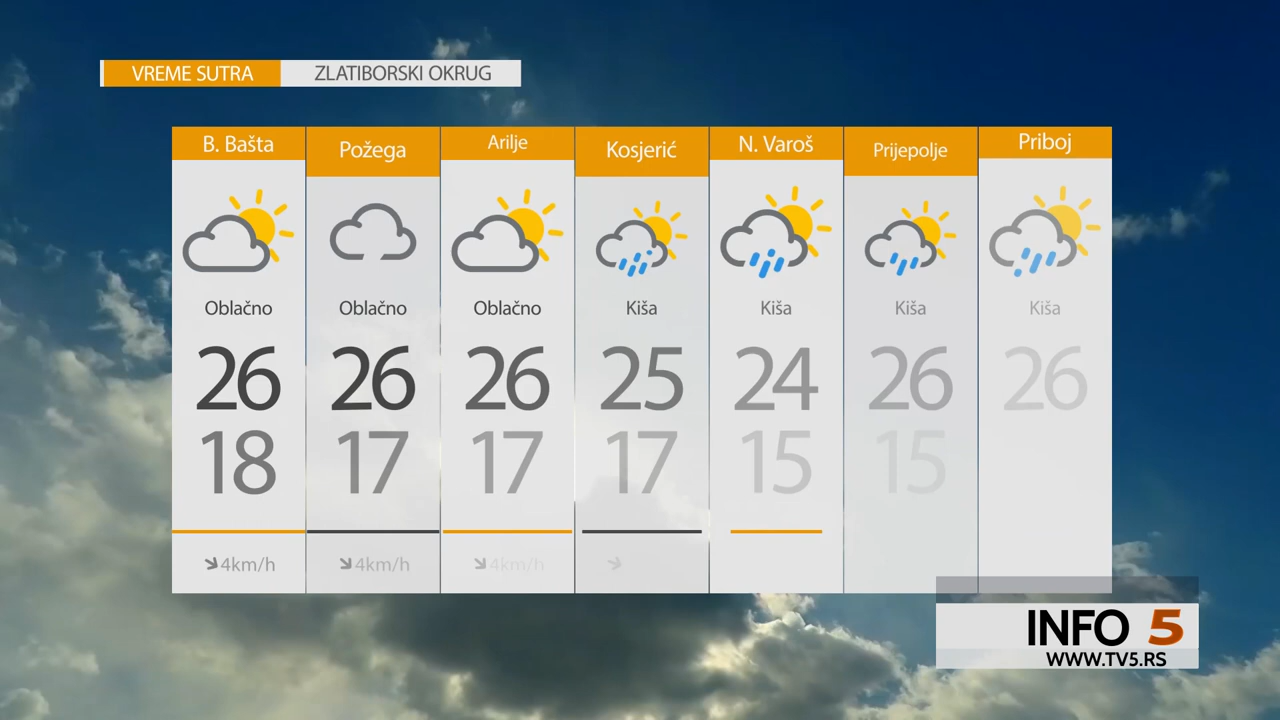 VREME SUTRA ZLATIBORSKI OKRUG
B. Bašta Požega Arilje Kosjerić N. Varoš Prijepolje Priboj
Oblačno Oblačno Oblačno Kiša Kiša Kiša Kiša
26 26 26 25 24 26 26
18 17 17 17 15 15
4km/h 4km/h 4km/h
INFO 5
WWW.TV5.RS